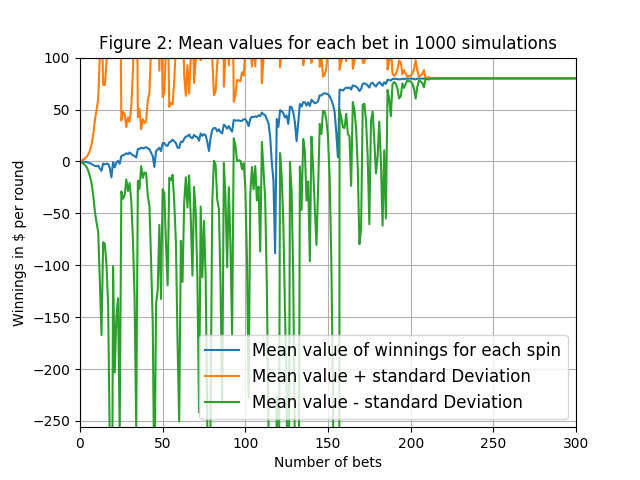 Figure 2: Mean values for each bet in 1000 simulations
100
50
0
−50
−100
−150
−200
−250
Winnings in $ per round
Mean value of winnings for each spin
Mean value + standard Deviation
Mean value - standard Deviation
0 50 100 150 200 250 300
Number of bets